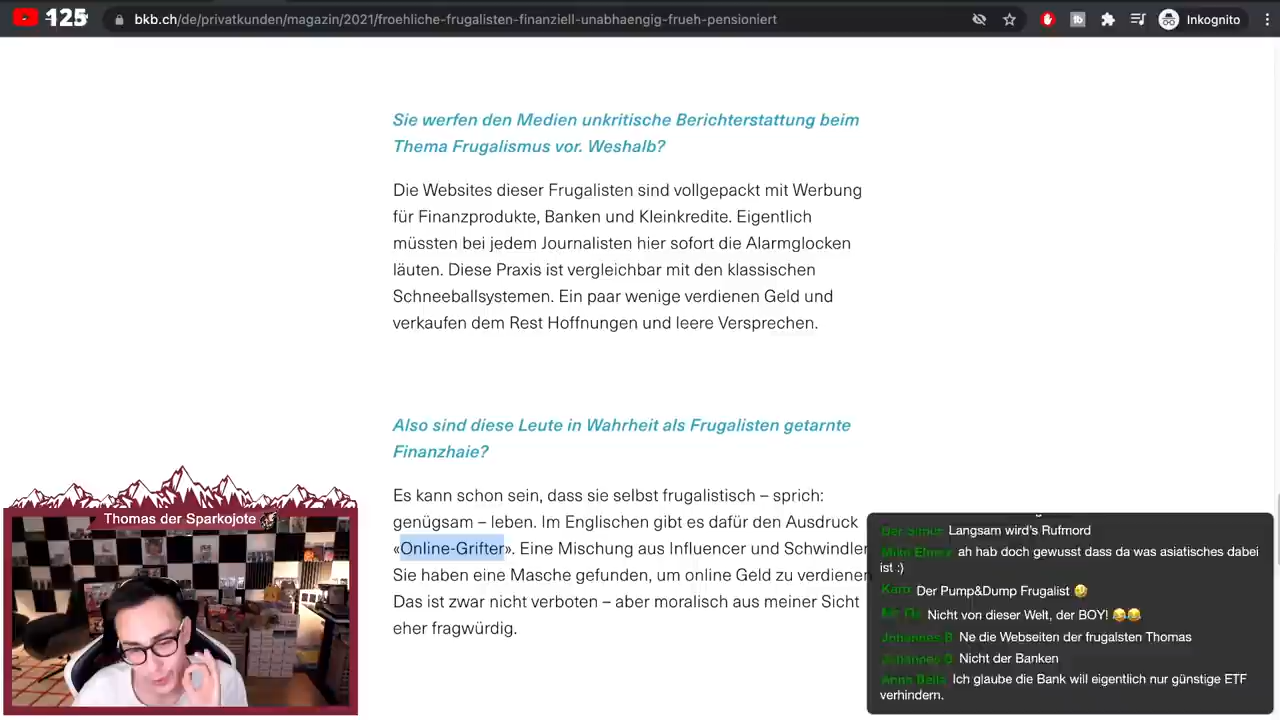 125
bkb.ch/de/privatkunden/magazin/2021/froehliche-frugalisten-finanziell-unabhaengig-frueh-pensioniert
Inkognito
Sie werfen den Medien unkritische Berichterstattung beim
Thema Frugalismus vor. Weshalb?
Die Websites dieser Frugalisten sind vollgepackt mit Werbung
für Finanzprodukte, Banken und Kleinkredite. Eigentlich
müssten bei jedem Journalisten hier sofort die Alarmglocken
läuten. Diese Praxis ist vergleichbar mit den klassischen
Schneeballsystemen. Ein paar wenige verdienen Geld und
verkaufen dem Rest Hoffnungen und leere Versprechen.
Also sind diese Leute in Wahrheit als Frugalisten getarnte
Finanzhaie?
Es kann schon sein, dass sie selbst frugalistisch – sprich:
genügsam – leben. Im Englischen gibt es dafür den Ausdruck
«Online-Grifter». Eine Mischung aus Influencer und Schwindler
Sie haben eine Masche gefunden, um online Geld zu verdienen
Das ist zwar nicht verboten – aber moralisch aus meiner Sicht
eher fragwürdig.
Thomas der Sparkojote
Langsam wird's Rufmord
ah hab doch gewusst dass da was asiatisches dabei
ist :)
Der Pump&Dump Frugalist 🤣
Nicht von dieser Welt, der BOY! 😂😂
Johannes B Ne die Webseiten der frugalsten Thomas
Johannes B Nicht der Banken
Anna Bella Ich glaube die Bank will eigentlich nur günstige ETF
verhindern.